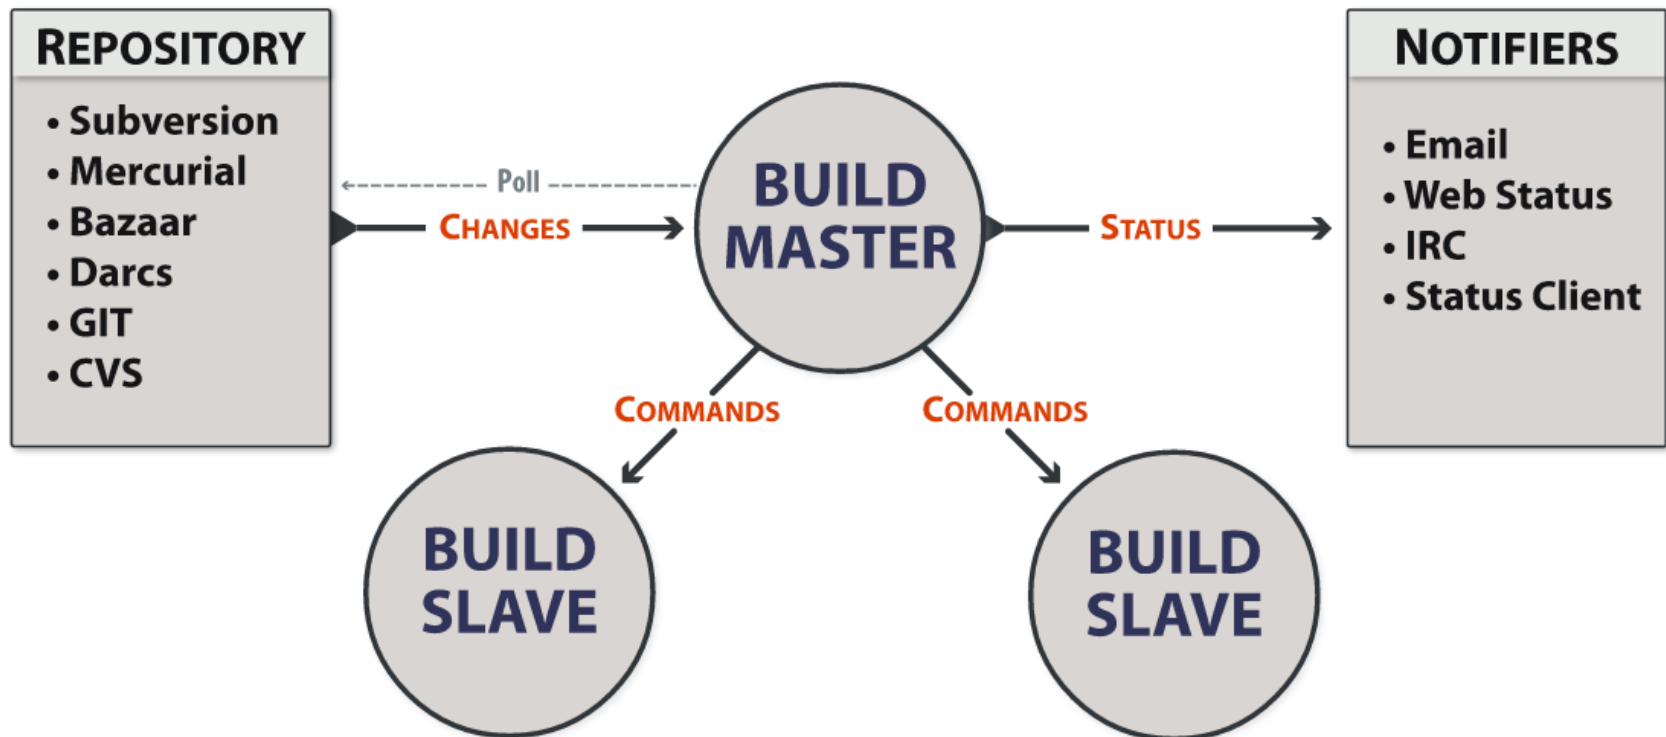 REPOSITORY
• Subversion
• Mercurial
• Bazaar
• Darcs
• GIT
• CVS
Poll
CHANGES
BUILD
MASTER
STATUS
NOTIFIERS
• Email
• Web Status
• IRC
• Status Client
COMMANDS
COMMANDS
BUILD
SLAVE
BUILD
SLAVE